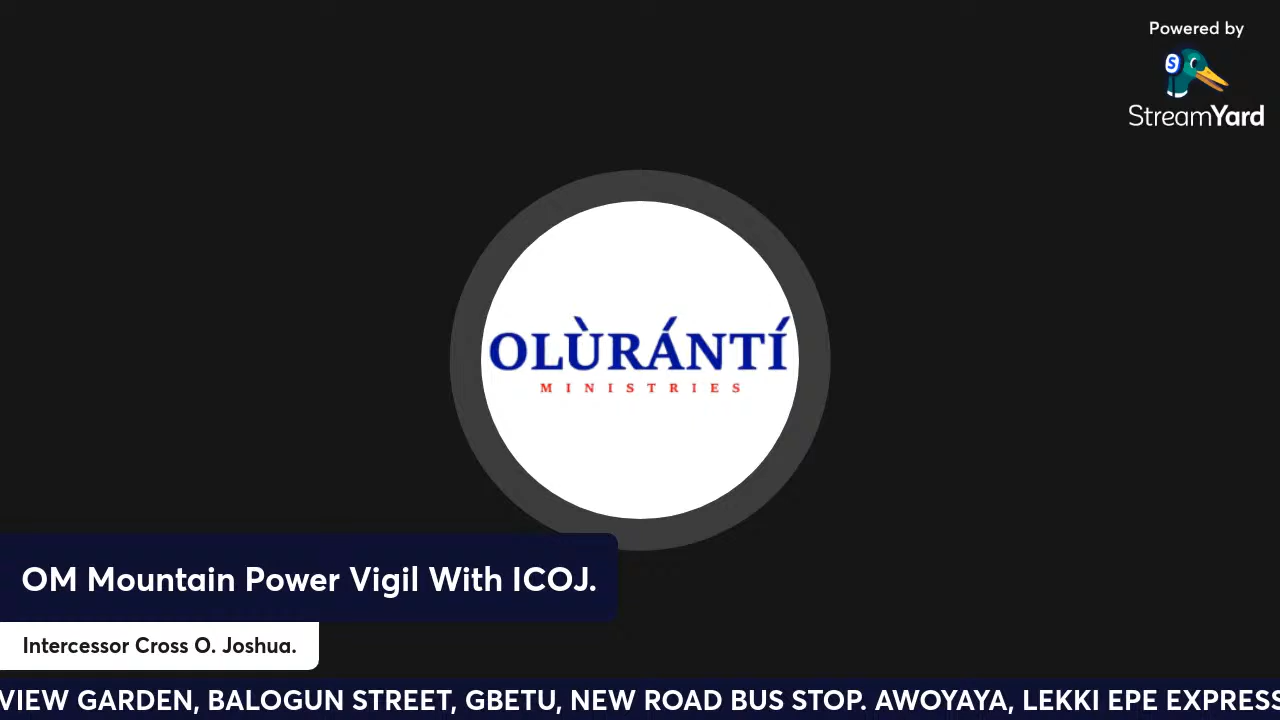 Powered by
S
StreamYard
OLÙRÁNTÍ
MINISTRIES
OM Mountain Power Vigil With ICOJ.
Intercessor Cross O. Joshua.
VIEW GARDEN, BALOGUN STREET, GBETU, NEW ROAD BUS STOP. AWOYAYA, LEKKI EPE EXPRESS